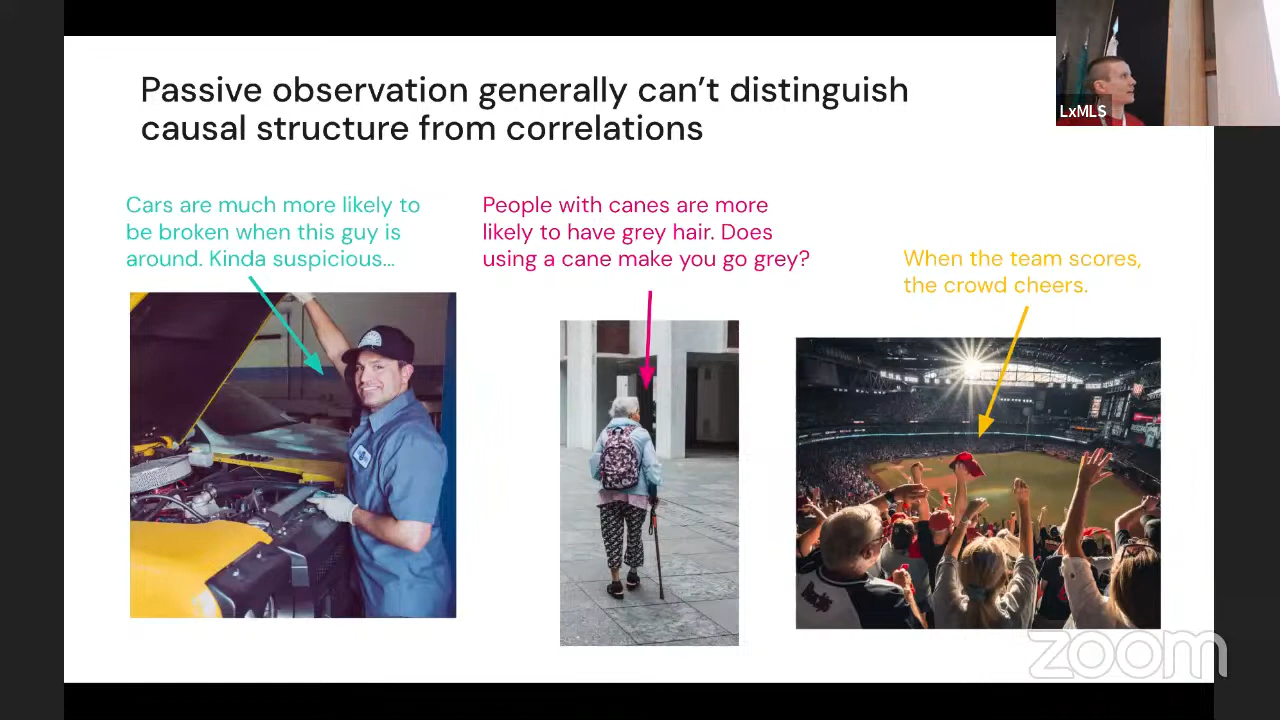 Passive observation generally can't distinguish
causal structure from correlations
LxMLS
Cars are much more likely to
be broken when this guy is
around. Kinda suspicious...
People with canes are more
likely to have grey hair. Does
using a cane make you go grey?
When the team scores,
the crowd cheers.
zoom